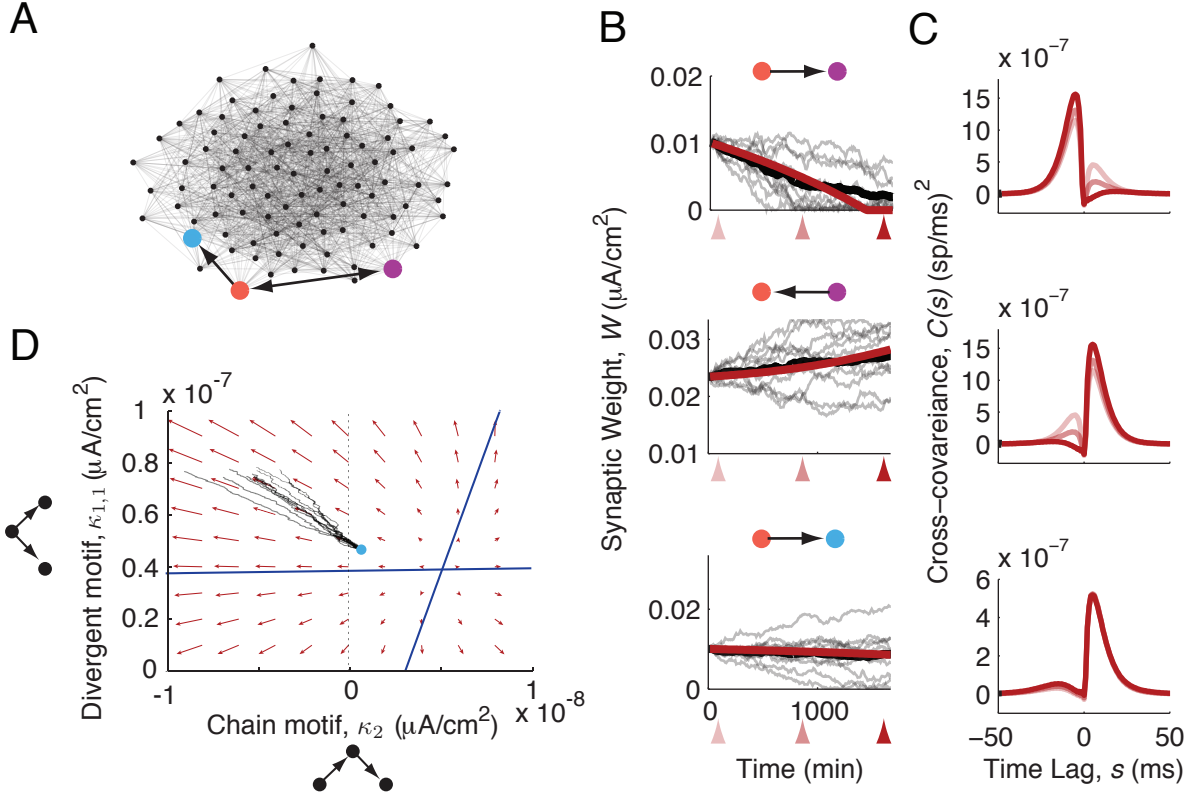 A
B
C
D
0.02
0.01
0
0.03
0.02
0.01
0.02
0.01
0
0
1000
Time (min)
Synaptic Weight, W (μA/cm²)
x 10⁻⁷
15
10
5
0
x 10⁻⁷
15
10
5
0
x 10⁻⁷
6
4
2
0
−50
0
50
Time Lag, s (ms)
Cross-covareiance, C(s) (sp/ms)²
x 10⁻⁷
1
0.8
0.6
0.4
0.2
0
-1
0
1
x 10⁻⁸
Divergent motif, κ₁,₁ (μA/cm²)
Chain motif, κ₂ (μA/cm²)